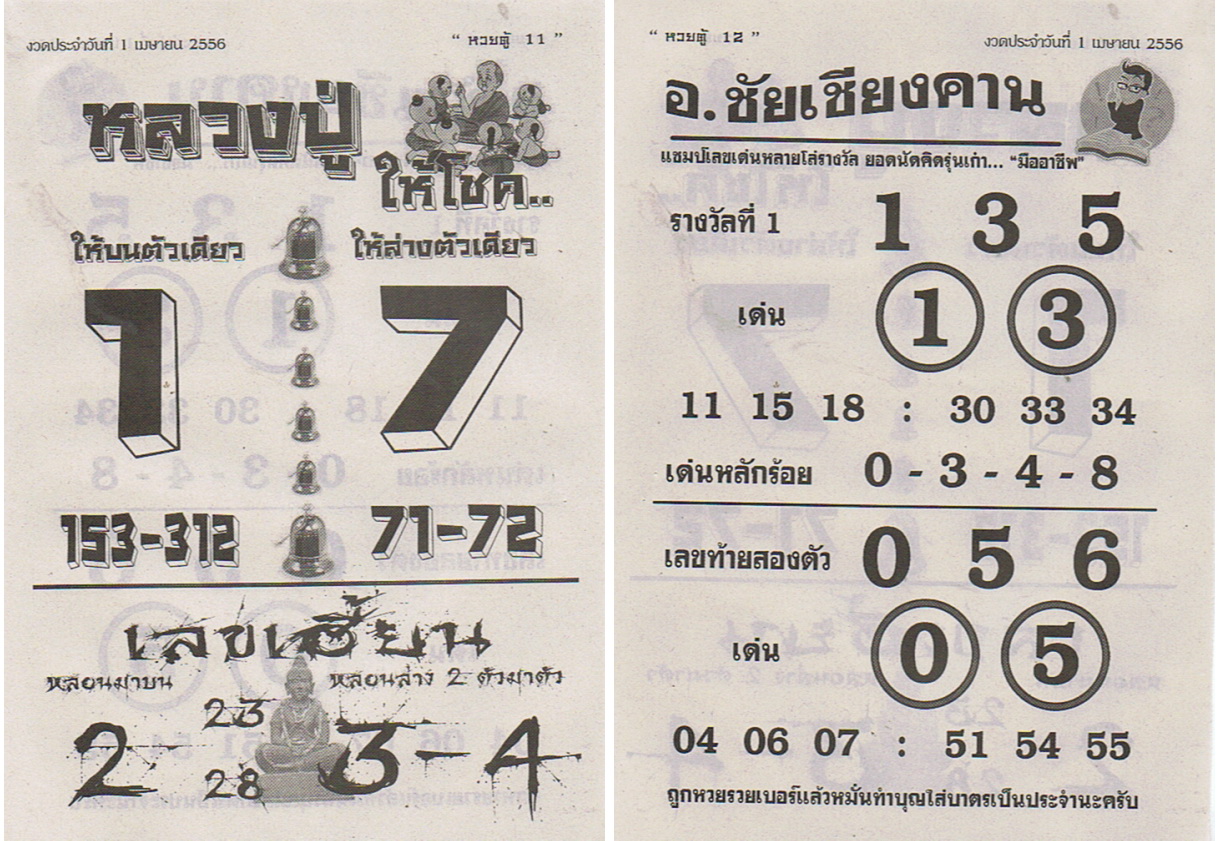 งวดประจำวันที่ 1 เมษายน 2556
“ หวยตู้ 11 ”
หลวงปู่
ให้โชค..
ให้บนตัวเดียว
ให้ล่างตัวเดียว
1
7
153-312
71-72
เลขเฮี้ยน
หลอนมาบน
หลอนล่าง 2 ตัวมาตัว
2
23
28
3-4
“ หวยตู้ 12 ”
งวดประจำวันที่ 1 เมษายน 2556
อ.ชัยเชียงคาน
แชมป์เลขเด่นหลายโล่รางวัล ยอดนัดคิดรุ่นเก๋า... “มืออาชีพ”
รางวัลที่ 1 1 3 5
เด่น 1 3
11 15 18 : 30 33 34
เด่นหลักร้อย 0 - 3 - 4 - 8
เลขท้ายสองตัว 0 5 6
เด่น 0 5
04 06 07 : 51 54 55
ถูกหวยรวยเบอร์แล้วหมั่นทำบุญใส่บาตรเป็นประจำนะครับ